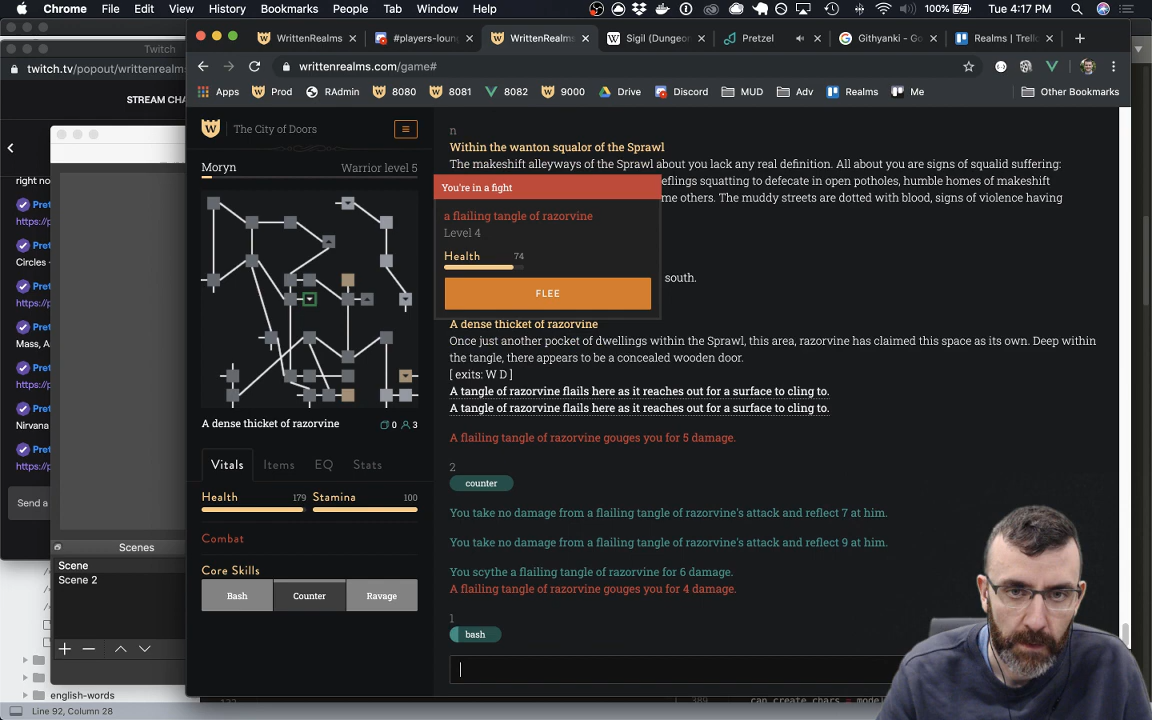 Chrome File Edit View History Bookmarks People Tab Window Help 100% Tue 4:17 PM
Twitch
twitch.tv/popout/writtenrealms
STREAM CHA
WrittenRealms
#players-loung
WrittenRealms
Sigil (Dungeo
Pretzel
Githyanki - Go
Realms | Trell
writtenrealms.com/game#
Apps Prod RAdmin 8080 8081 8082 9000 Drive Discord MUD Adv Realms Me Other Bookmarks
right no
Pret
https://p
Pret
Circles -
Pret
https://p
Pret
Mass, A
Pret
https://p
Pret
Nirvana
Pret
https://p
Send a
Scenes
Scene
Scene 2
english-words
Line 92, Column 28
The City of Doors
Moryn Warrior level 5
A dense thicket of razorvine 0 3
Vitals Items EQ Stats
Health 179 Stamina 100
Combat
Core Skills
Bash Counter Ravage
n
Within the wanton squalor of the Sprawl
The makeshift alleyways of the Sprawl about you lack any real definition. All about you are signs of squalid suffering:
eflings squatting to defecate in open potholes, humble homes of makeshift
me others. The muddy streets are dotted with blood, signs of violence having
You're in a fight
a flailing tangle of razorvine
Level 4
Health 74
FLEE
south.
A dense thicket of razorvine
Once just another pocket of dwellings within the Sprawl, this area, razorvine has claimed this space as its own. Deep within
the tangle, there appears to be a concealed wooden door.
[ exits: W D ]
A tangle of razorvine flails here as it reaches out for a surface to cling to.
A tangle of razorvine flails here as it reaches out for a surface to cling to.
A flailing tangle of razorvine gouges you for 5 damage.
2
counter
You take no damage from a flailing tangle of razorvine's attack and reflect 7 at him.
You take no damage from a flailing tangle of razorvine's attack and reflect 9 at him.
You scythe a flailing tangle of razorvine for 6 damage.
A flailing tangle of razorvine gouges you for 4 damage.
1
bash